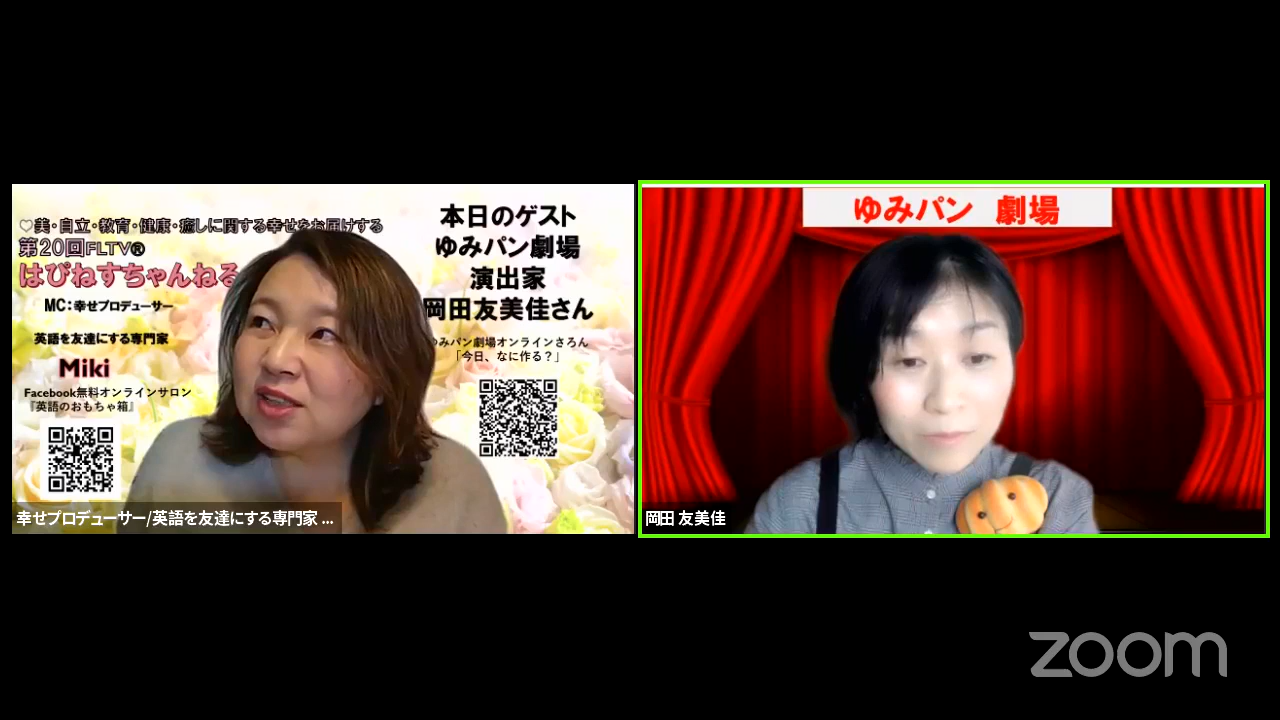 ♡美・自立・教育・健康・癒しに関する幸せをお届けする
第20回FLTV®
はぴねすちゃんねる
MC:幸せプロデューサー
英語を友達にする専門家
Miki
Facebook無料オンラインサロン
『英語のおもちゃ箱』
幸せプロデューサー/英語を友達にする専門家 ...
本日のゲスト
ゆみパン劇場
演出家
岡田友美佳さん
ゆみパン劇場オンラインさろん
「今日、なに作る？」
ゆみパン 劇場
岡田 友美佳
zoom